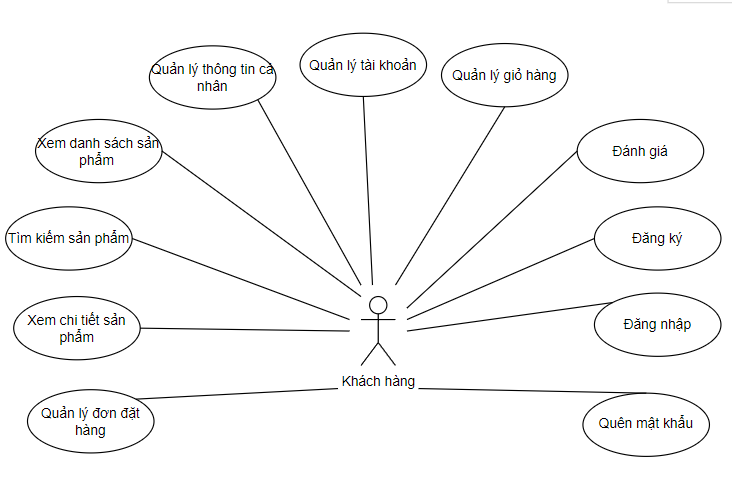 Quản lý thông tin cá
nhân
Quản lý tài khoản
Quản lý giỏ hàng
Xem danh sách sản
phẩm
Đánh giá
Tìm kiếm sản phẩm
Đăng ký
Xem chi tiết sản
phẩm
Đăng nhập
Khách hàng
Quản lý đơn đặt
hàng
Quên mật khẩu